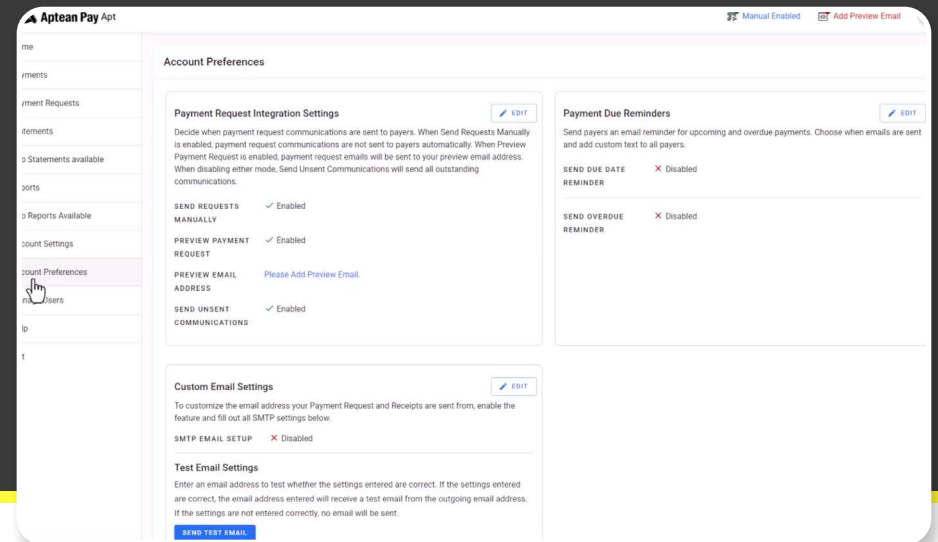 Aptean Pay Apt
Manual Enabled
Add Preview Email
me
yments
yment Requests
tements
o Statements available
ports
o Reports Available
count Settings
count Preferences
Users
lp
t
Account Preferences
Payment Request Integration Settings
EDIT
Decide when payment request communications are sent to payers. When Send Requests Manually
is enabled, payment request communications are not sent to payers automatically. When Preview
Payment Request is enabled, payment request emails will be sent to your preview email address.
When disabling either mode, Send Unsent Communications will send all outstanding
communications.
SEND REQUESTS
MANUALLY
Enabled
PREVIEW PAYMENT
REQUEST
Enabled
PREVIEW EMAIL
ADDRESS
Please Add Preview Email.
SEND UNSENT
COMMUNICATIONS
Enabled
Payment Due Reminders
EDIT
Send payers an email reminder for upcoming and overdue payments. Choose when emails are sent
and add custom text to all payers.
SEND DUE DATE
REMINDER
Disabled
SEND OVERDUE
REMINDER
Disabled
Custom Email Settings
EDIT
To customize the email address your Payment Request and Receipts are sent from, enable the
feature and fill out all SMTP settings below.
SMTP EMAIL SETUP
Disabled
Test Email Settings
Enter an email address to test whether the settings entered are correct. If the settings entered
are correct, the email address entered will receive a test email from the outgoing email address.
If the settings are not entered correctly, no email will be sent.
SEND TEST EMAIL